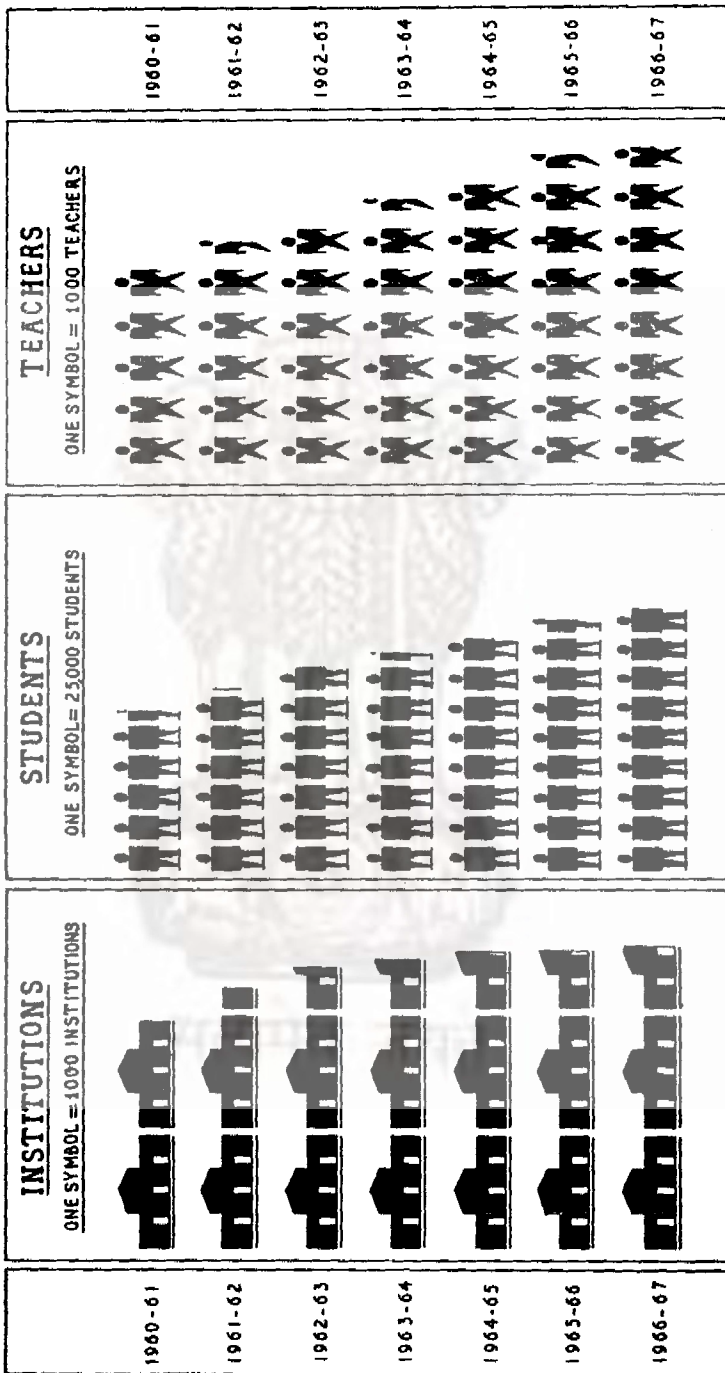 1960-61
1961-62
1962-63
1963-64
1964-65
1965-66
1966-67
INSTITUTIONS
ONE SYMBOL = 1000 INSTITUTIONS
STUDENTS
ONE SYMBOL = 25,000 STUDENTS
TEACHERS
ONE SYMBOL = 1000 TEACHERS
1960-61
1961-62
1962-63
1963-64
1964-65
1965-66
1966-67